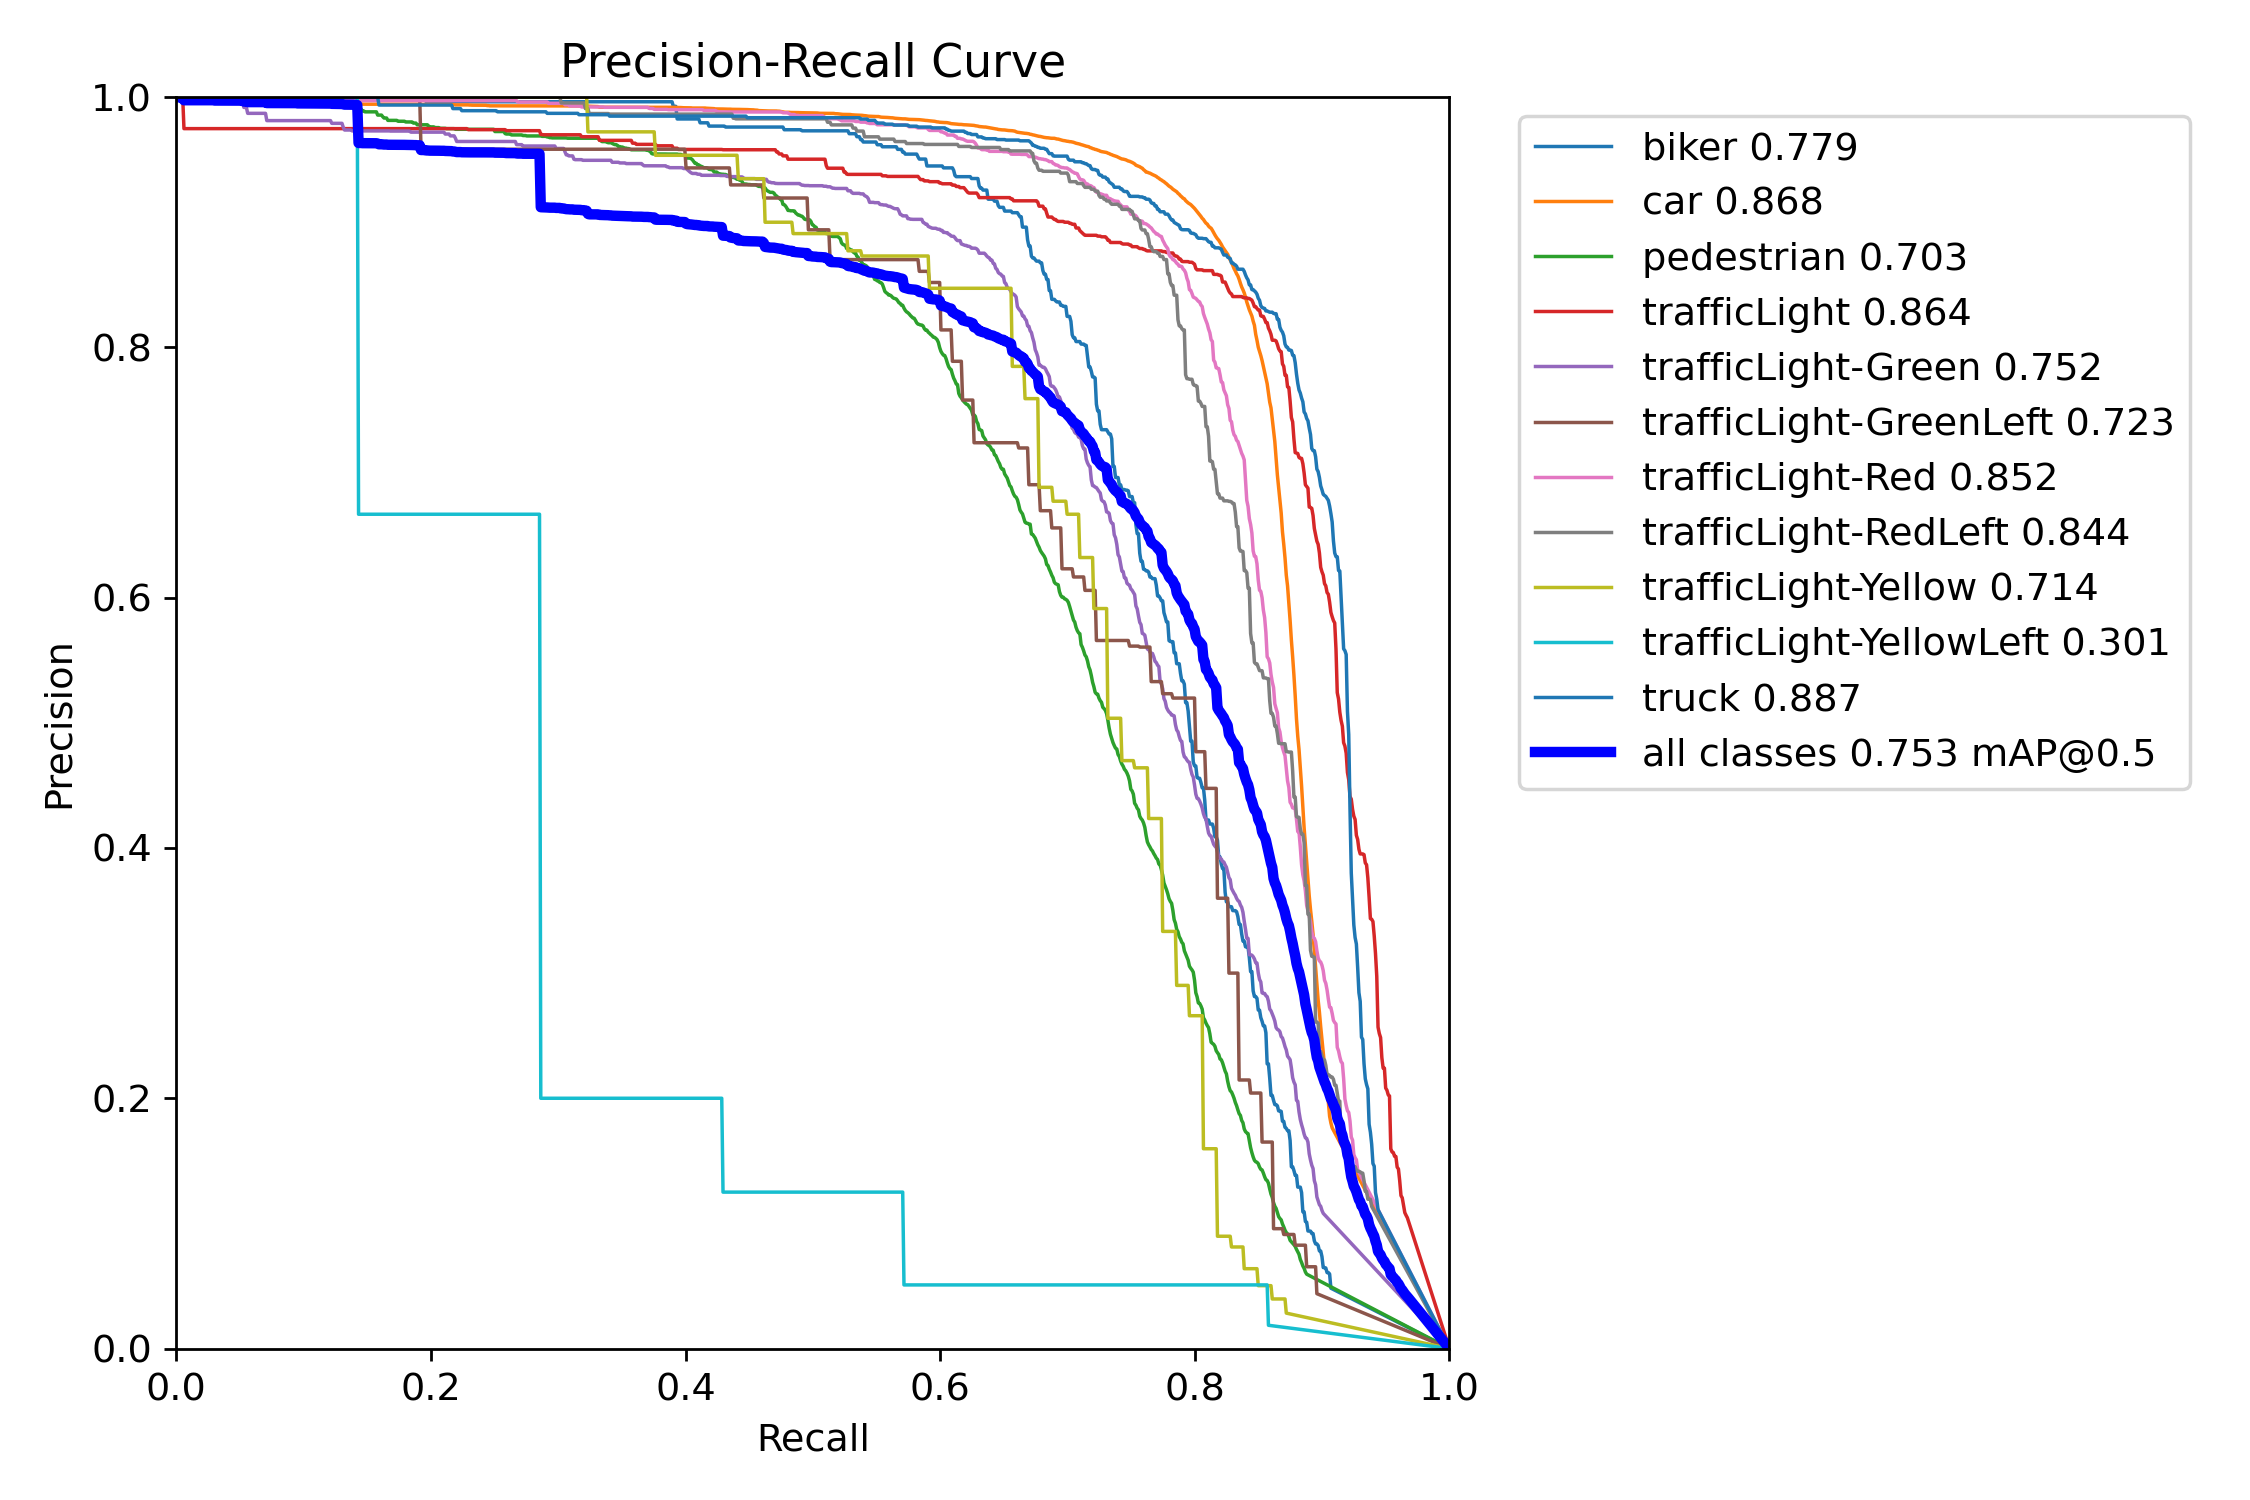 Precision-Recall Curve
1.0
0.8
0.6
0.4
0.2
0.0
Precision
0.0 0.2 0.4 0.6 0.8 1.0
Recall
biker 0.779
car 0.868
pedestrian 0.703
trafficLight 0.864
trafficLight-Green 0.752
trafficLight-GreenLeft 0.723
trafficLight-Red 0.852
trafficLight-RedLeft 0.844
trafficLight-Yellow 0.714
trafficLight-YellowLeft 0.301
truck 0.887
all classes 0.753 mAP@0.5